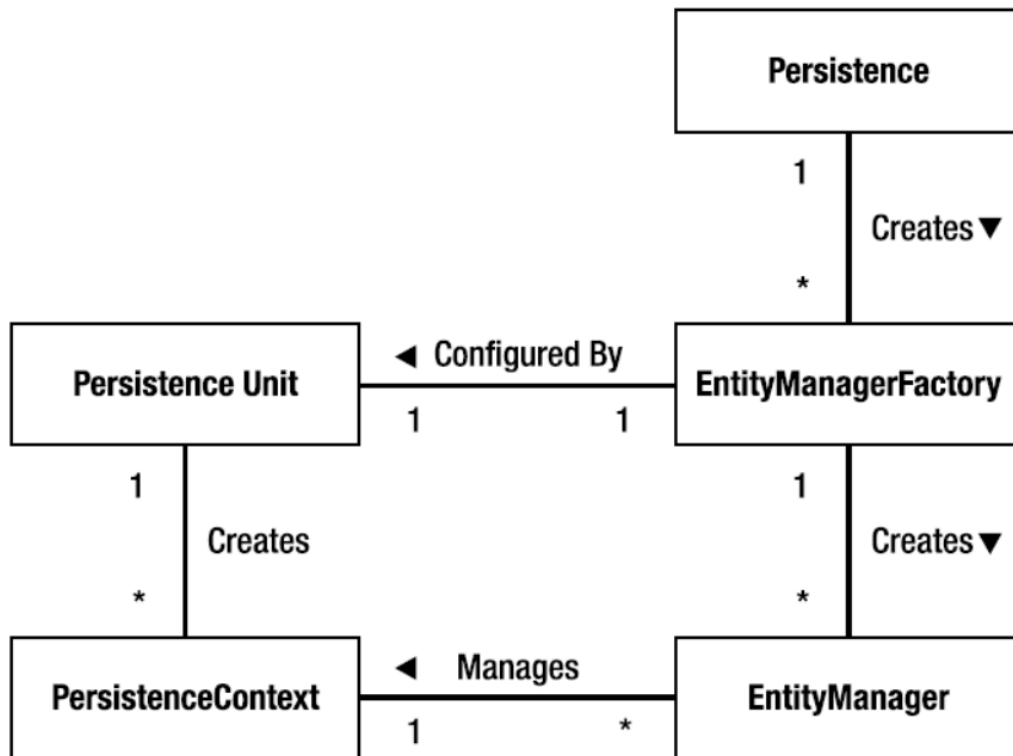 Persistence
1
Creates ▼
*
◄ Configured By
Persistence Unit
EntityManagerFactory
1 1
1 1
Creates Creates ▼
* *
◄ Manages
PersistenceContext
EntityManager
1 *